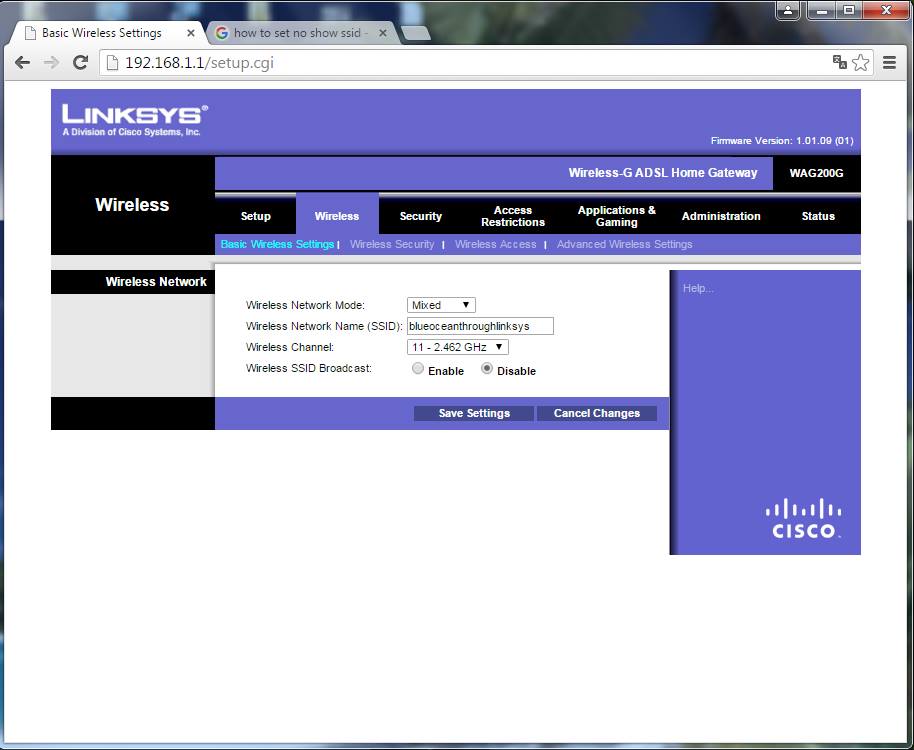 Basic Wireless Settings
how to set no show ssid -
192.168.1.1/setup.cgi
LINKSYS®
A Division of Cisco Systems, Inc.
Firmware Version: 1.01.09 (01)
Wireless-G ADSL Home Gateway WAG200G
Wireless
Setup Wireless Security Access Restrictions Applications & Gaming Administration Status
Basic Wireless Settings | Wireless Security | Wireless Access | Advanced Wireless Settings
Wireless Network
Help...
Wireless Network Mode: Mixed
Wireless Network Name (SSID): blueoceanthroughlinksys
Wireless Channel: 11 - 2.462 GHz
Wireless SSID Broadcast: Enable Disable
Save Settings Cancel Changes
CISCO.